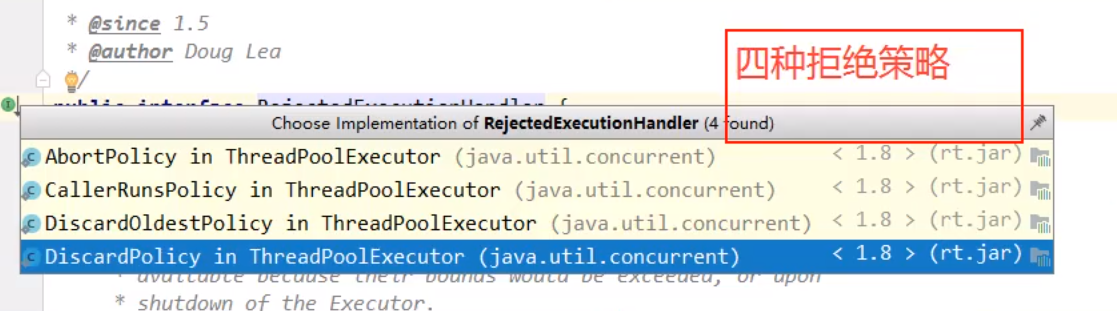 * @since 1.5
* @author Doug Lea
*/
四种拒绝策略
public interface RejectedExecutionHandler {
Choose Implementation of RejectedExecutionHandler (4 found)
AbortPolicy in ThreadPoolExecutor (java.util.concurrent) < 1.8 > (rt.jar)
CallerRunsPolicy in ThreadPoolExecutor (java.util.concurrent) < 1.8 > (rt.jar)
DiscardOldestPolicy in ThreadPoolExecutor (java.util.concurrent) < 1.8 > (rt.jar)
DiscardPolicy in ThreadPoolExecutor (java.util.concurrent) < 1.8 > (rt.jar)
* available because their bounds would be exceeded, or upon
* shutdown of the Executor.